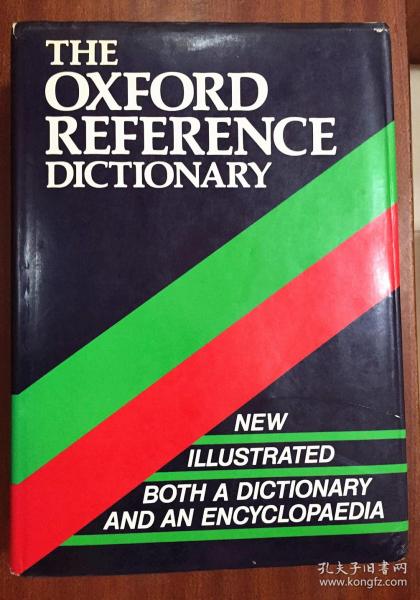 THE
OXFORD
REFERENCE
DICTIONARY
NEW
ILLUSTRATED
BOTH A DICTIONARY
AND AN ENCYCLOPAEDIA
孔夫子旧书网
www.kongfz.com